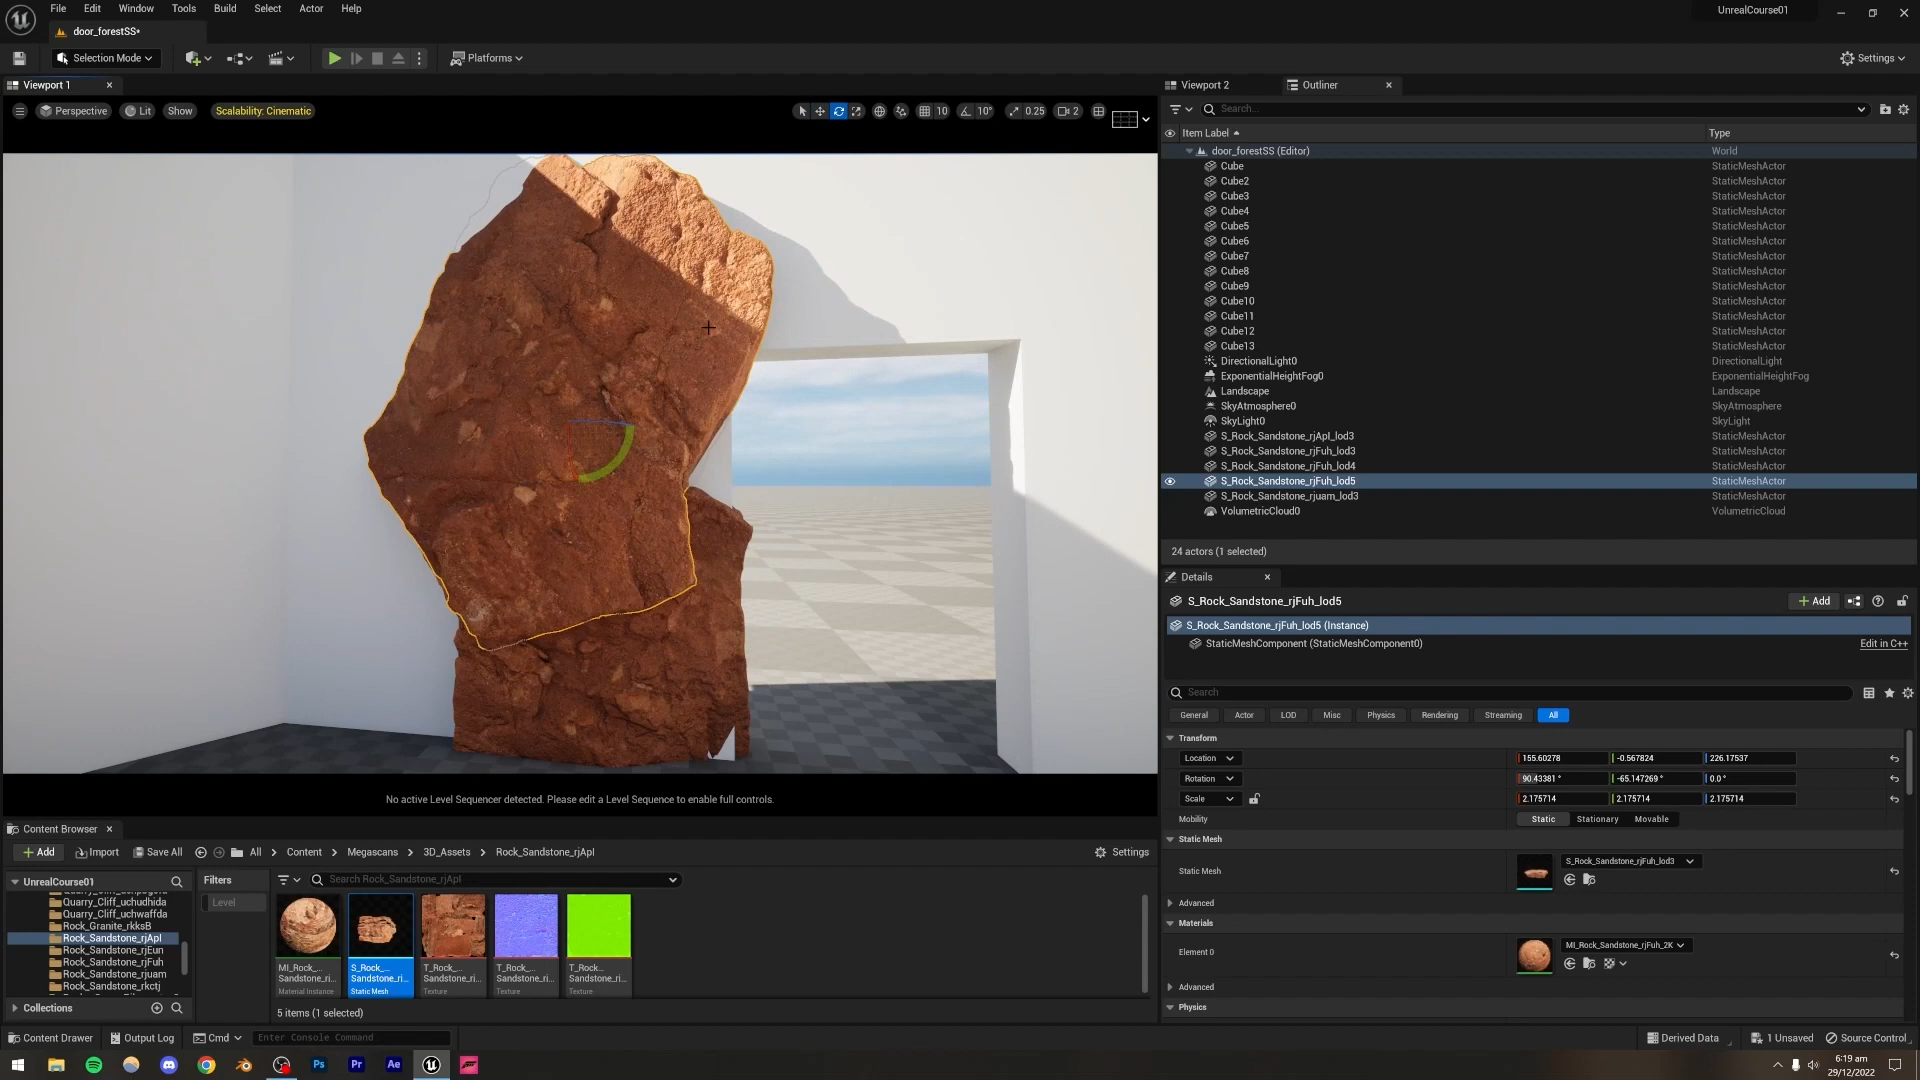 File Edit Window Tools Build Select Actor Help
UnrealCourse01
door_forestSS*
Selection Mode
Platforms
Settings
Viewport 1
Perspective Lit Show Scalability: Cinematic
10 10° 0.25 2
Viewport 2 Outliner
Search...
Item Label Type
door_forestSS (Editor) World
Cube StaticMeshActor
Cube2 StaticMeshActor
Cube3 StaticMeshActor
Cube4 StaticMeshActor
Cube5 StaticMeshActor
Cube6 StaticMeshActor
Cube7 StaticMeshActor
Cube8 StaticMeshActor
Cube9 StaticMeshActor
Cube10 StaticMeshActor
Cube11 StaticMeshActor
Cube12 StaticMeshActor
Cube13 StaticMeshActor
DirectionalLight0 DirectionalLight
ExponentialHeightFog0 ExponentialHeightFog
Landscape Landscape
SkyAtmosphere0 SkyAtmosphere
SkyLight0 SkyLight
S_Rock_Sandstone_rjApl_lod3 StaticMeshActor
S_Rock_Sandstone_rjFuh_lod3 StaticMeshActor
S_Rock_Sandstone_rjFuh_lod4 StaticMeshActor
S_Rock_Sandstone_rjFuh_lod5 StaticMeshActor
S_Rock_Sandstone_rjuam_lod3 StaticMeshActor
VolumetricCloud0 VolumetricCloud
24 actors (1 selected)
Details
S_Rock_Sandstone_rjFuh_lod5
Add
S_Rock_Sandstone_rjFuh_lod5 (Instance)
StaticMeshComponent (StaticMeshComponent0) Edit in C++
Search
General Actor LOD Misc Physics Rendering Streaming All
Transform
Location 155.60278 -0.567824 226.17537
Rotation 90.43381 ° -65.147269 ° 0.0 °
Scale 2.175714 2.175714 2.175714
Mobility Static Stationary Movable
Static Mesh
Static Mesh S_Rock_Sandstone_rjFuh_lod3
Advanced
Materials
Element 0 MI_Rock_Sandstone_rjFuh_2K
Advanced
Physics
No active Level Sequencer detected. Please edit a Level Sequence to enable full controls.
Content Browser
Add Import Save All All Content Megascans 3D_Assets Rock_Sandstone_rjApl Settings
UnrealCourse01
Quarry_Cliff_uchudhida
Quarry_Cliff_uchwaffda
Rock_Granite_rkksB
Rock_Sandstone_rjApl
Rock_Sandstone_rjEun
Rock_Sandstone_rjFuh
Rock_Sandstone_rjuam
Rock_Sandstone_rkctj
Collections
Filters
Level
Search Rock_Sandstone_rjApl
MI_Rock_... S_Rock_... T_Rock_... T_Rock_... T_Rock_...
Sandstone_ri... Sandstone_ri... Sandstone_ri... Sandstone_ri... Sandstone_ri...
Material Instance Static Mesh Texture Texture Texture
5 items (1 selected)
Content Drawer Output Log Cmd Enter Console Command
Derived Data 1 Unsaved Source Control
Ps Pr Ae
6:19 am
29/12/2022